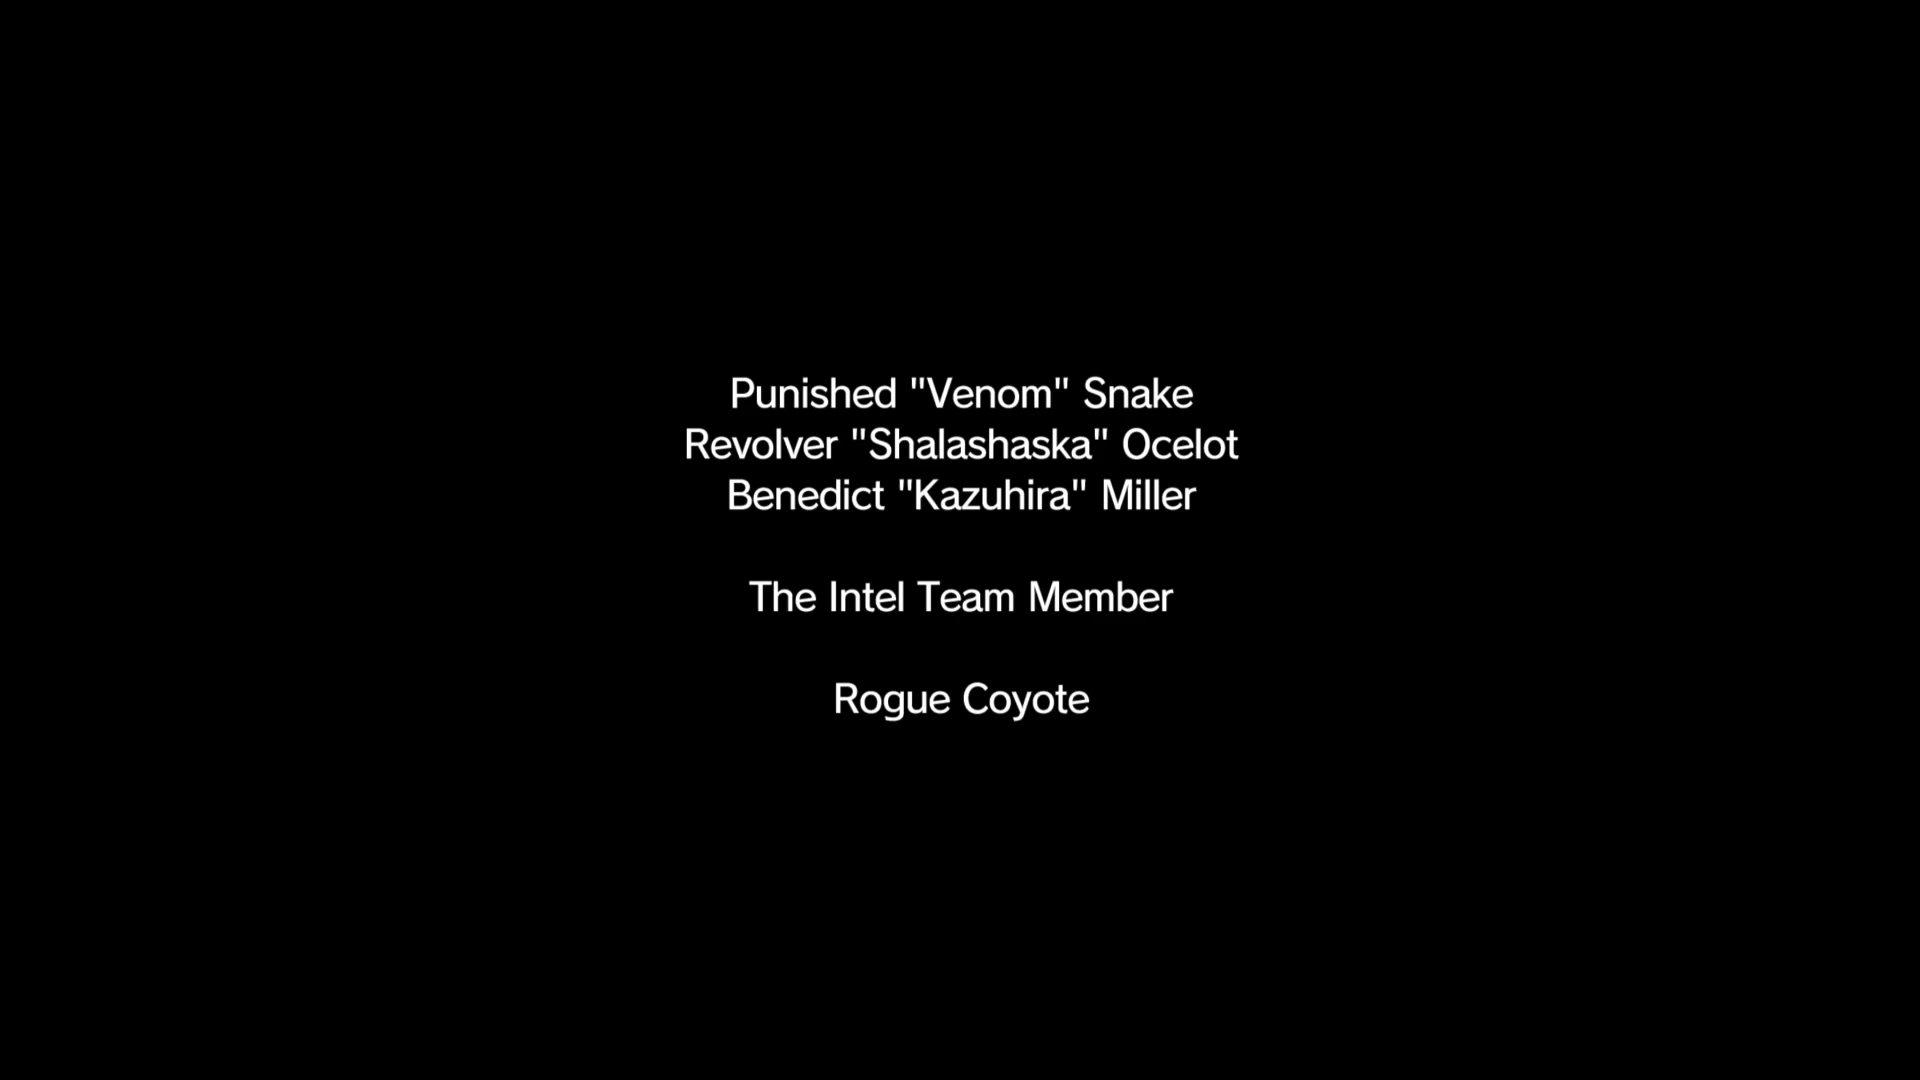 Punished "Venom" Snake
Revolver "Shalashaska" Ocelot
Benedict "Kazuhira" Miller
The Intel Team Member
Rogue Coyote